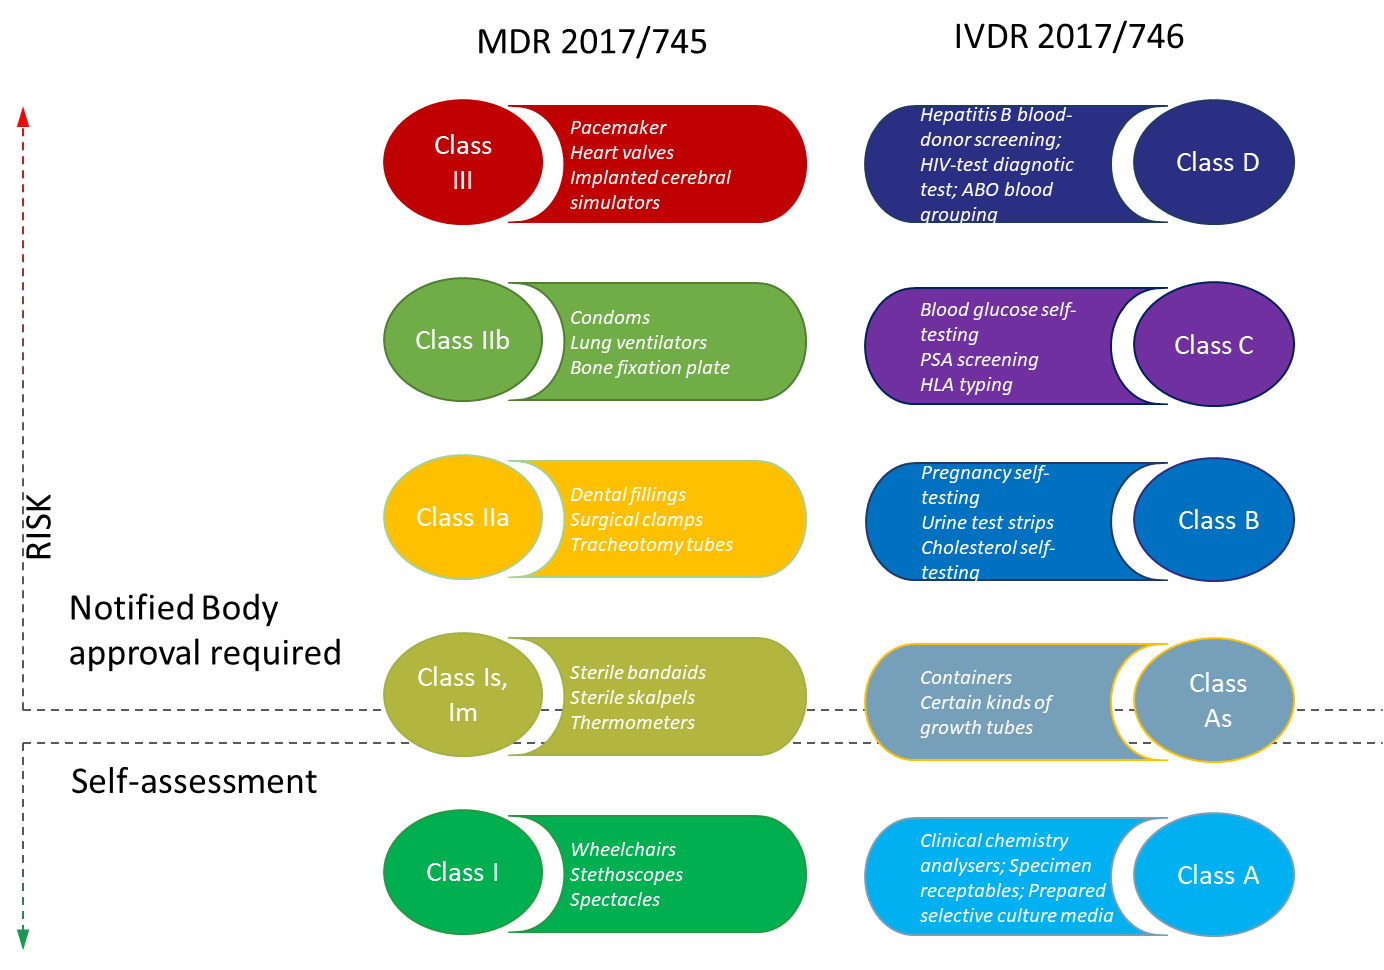 MDR 2017/745
IVDR 2017/746
Class
III
Pacemaker
Heart valves
Implanted cerebral
simulators
Hepatitis B blood-
donor screening;
HIV-test diagnostic
test; ABO blood
grouping
Class D
Class IIb
Condoms
Lung ventilators
Bone fixation plate
Blood glucose self-
testing
PSA screening
HLA typing
Class C
RISK
Class IIa
Dental fillings
Surgical clamps
Tracheotomy tubes
Pregnancy self-
testing
Urine test strips
Cholesterol self-
testing
Class B
Notified Body
approval required
Class Is,
Im
Sterile bandaids
Sterile skalpels
Thermometers
Containers
Certain kinds of
growth tubes
Class
As
Self-assessment
Class I
Wheelchairs
Stethoscopes
Spectacles
Clinical chemistry
analysers; Specimen
receptables; Prepared
selective culture media
Class A